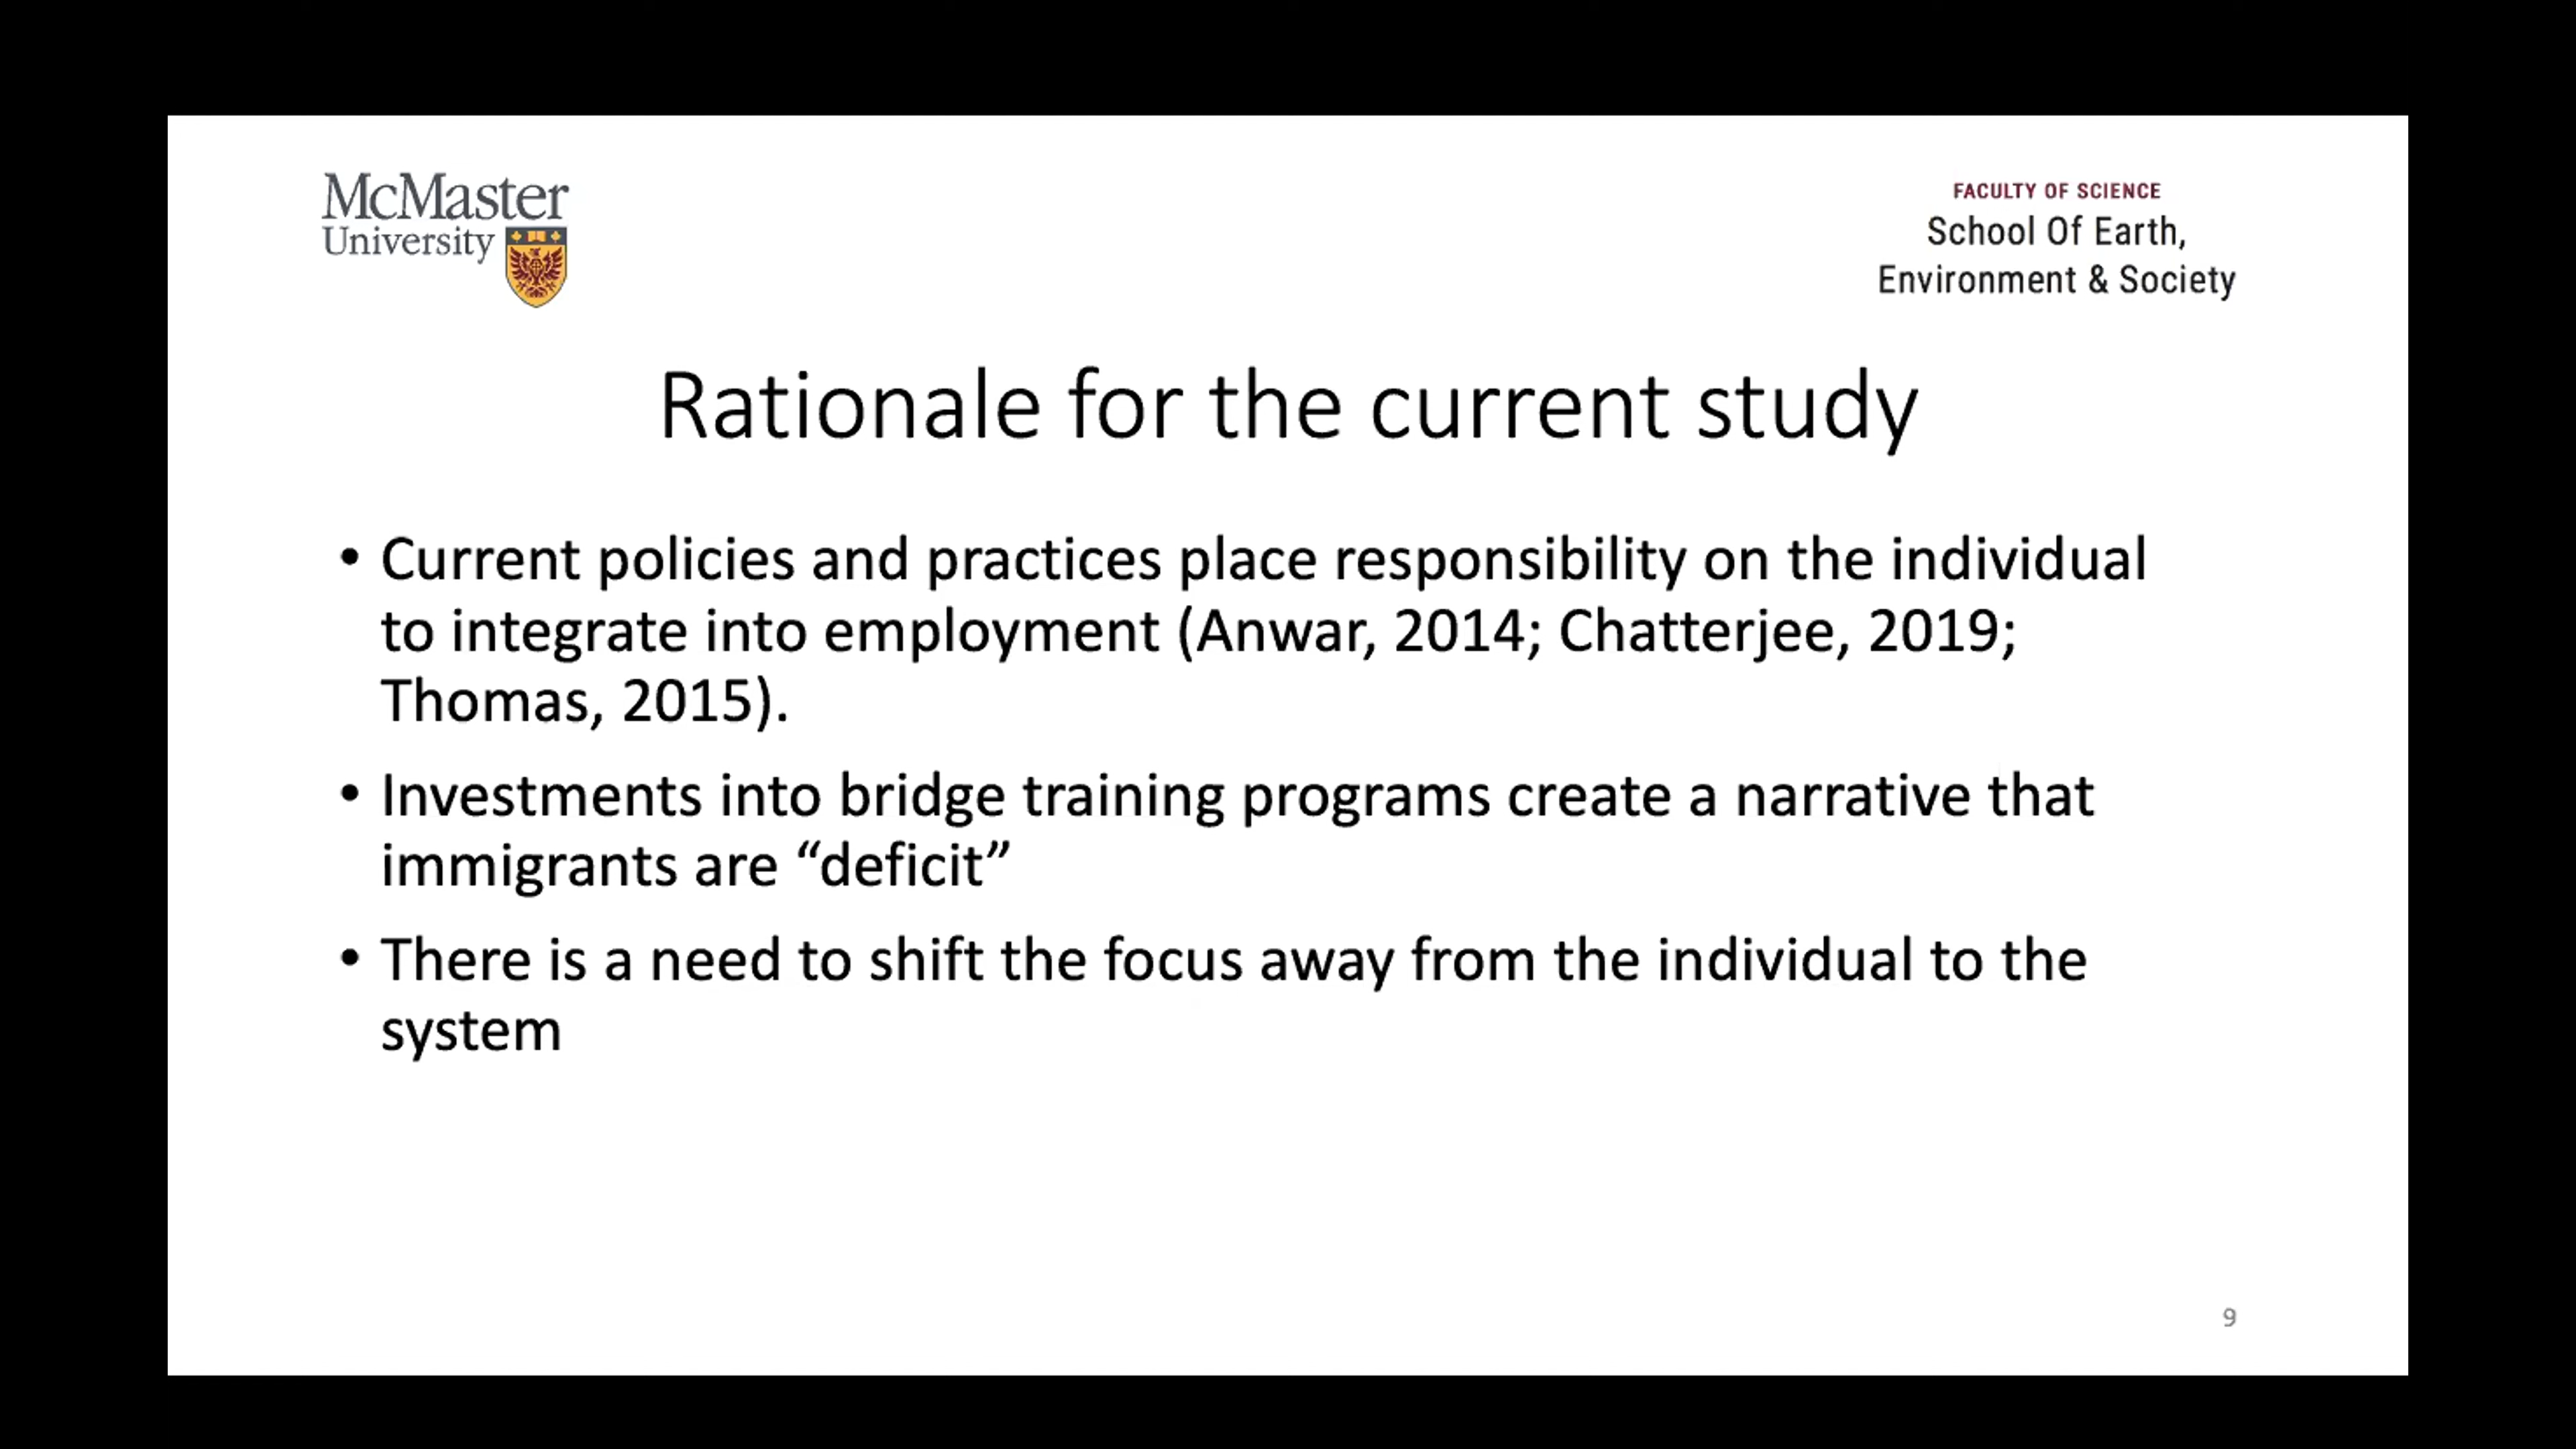 McMaster
University
FACULTY OF SCIENCE
School Of Earth,
Environment & Society
Rationale for the current study
• Current policies and practices place responsibility on the individual
to integrate into employment (Anwar, 2014; Chatterjee, 2019;
Thomas, 2015).
• Investments into bridge training programs create a narrative that
immigrants are “deficit”
• There is a need to shift the focus away from the individual to the
system
9